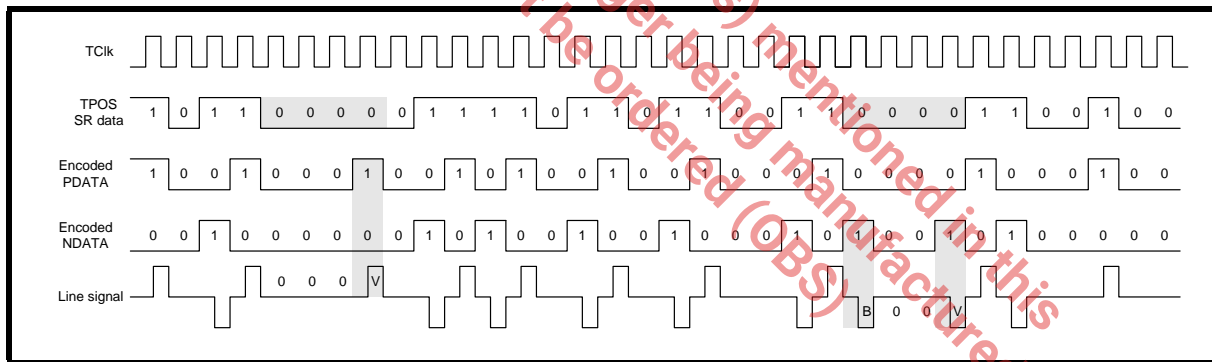 s) mentioned in this
ger being manufacture
be ordered (OBS)
TClk
TPOS
SR data
1 0 1 1 0 0 0 0 0 1 1 1 1 0 1 1 0 1 1 0 0 1 1 0 0 0 0 1 1 0 0 1 0 0
Encoded
PDATA
1 0 0 1 0 0 0 1 0 0 1 0 1 0 0 1 0 0 1 0 0 0 1 0 0 0 0 1 0 0 0 1 0 0
Encoded
NDATA
0 0 1 0 0 0 0 0 0 1 0 1 0 0 1 0 0 1 0 0 0 1 0 1 0 0 1 0 1 0 0 0 0 0
Line signal
0 0 0 V
B 0 0 V